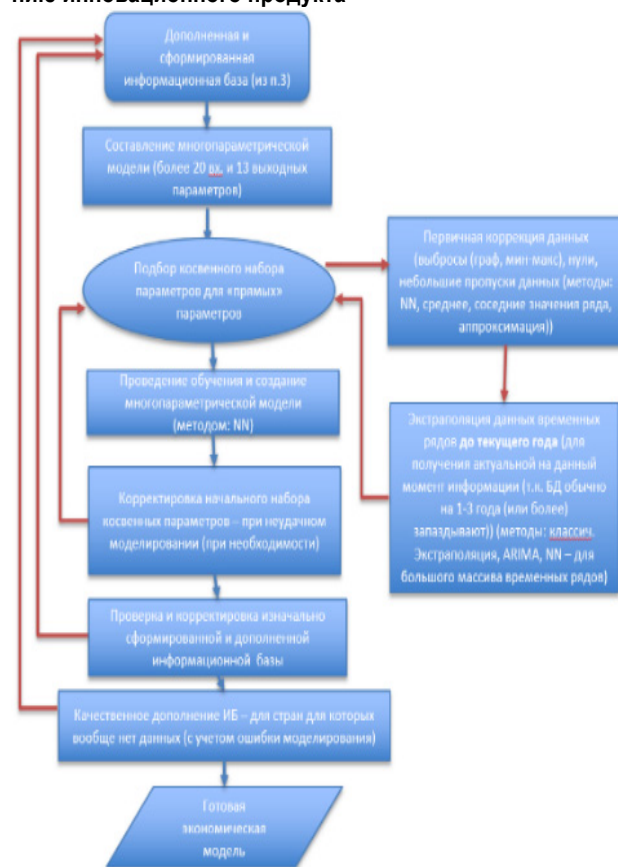 нию инновационного продукта
Дополненная и
сформированная
информационная база (из п.3)
Составление многопараметрической
модели (более 20 вх. и 13 выходных
параметров)
Подбор косвенного набора
параметров для «прямых»
параметров
Первичная коррекция данных
(выбросы (граф, мин-макс), нули,
небольшие пропуски данных (методы:
NN, среднее, соседние значения ряда,
аппроксимация))
Экстраполяция данных временных
рядов до текущего года (для
получения актуальной на данный
момент информации (т.к. БД обычно
на 1-3 года (или более)
запаздывают)) (методы: классич.
Экстраполяция, ARIMA, NN – для
большого массива временных рядов)
Проведение обучения и создание
многопараметрической модели
(методом: NN)
Корректировка начального набора
косвенных параметров – при неудачном
моделировании (при необходимости)
Проверка и корректировка изначально
сформированной и дополненной
информационной базы
Качественное дополнение ИБ – для стран для которых
вообще нет данных (с учетом ошибки моделирования)
Готовая
экономическая
модель